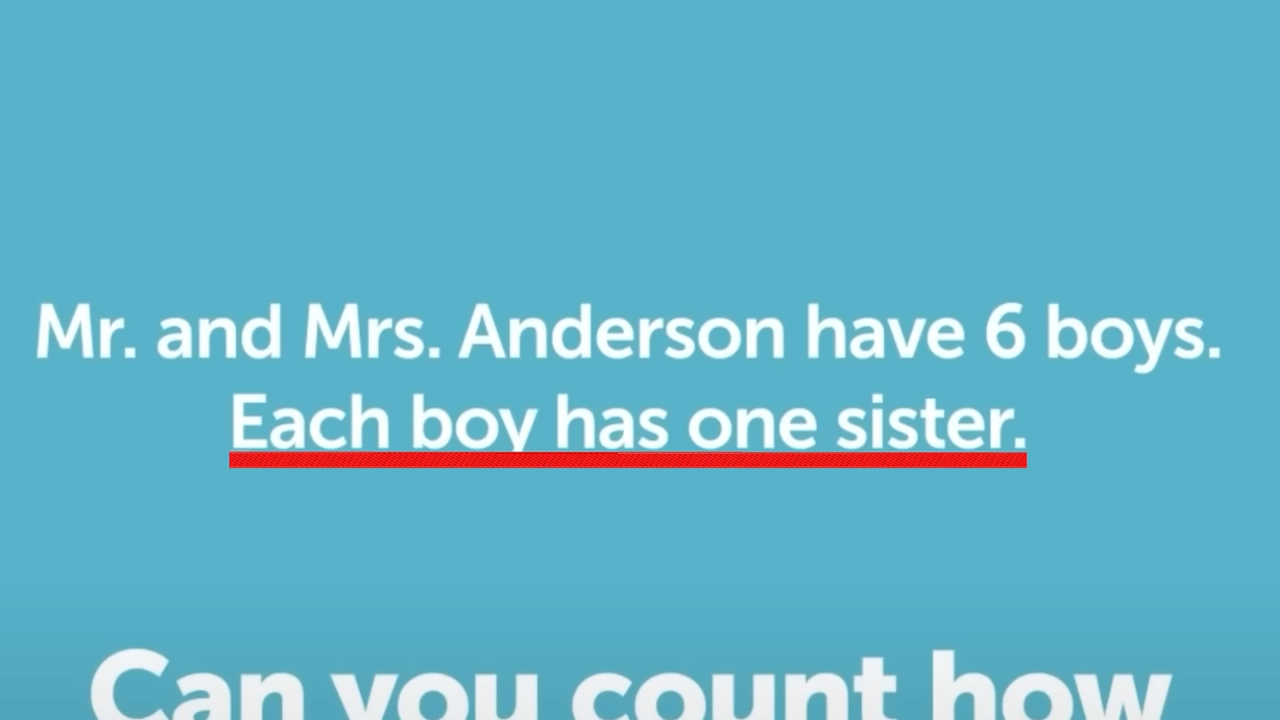 Mr. and Mrs. Anderson have 6 boys.
Each boy has one sister.
Can you count how